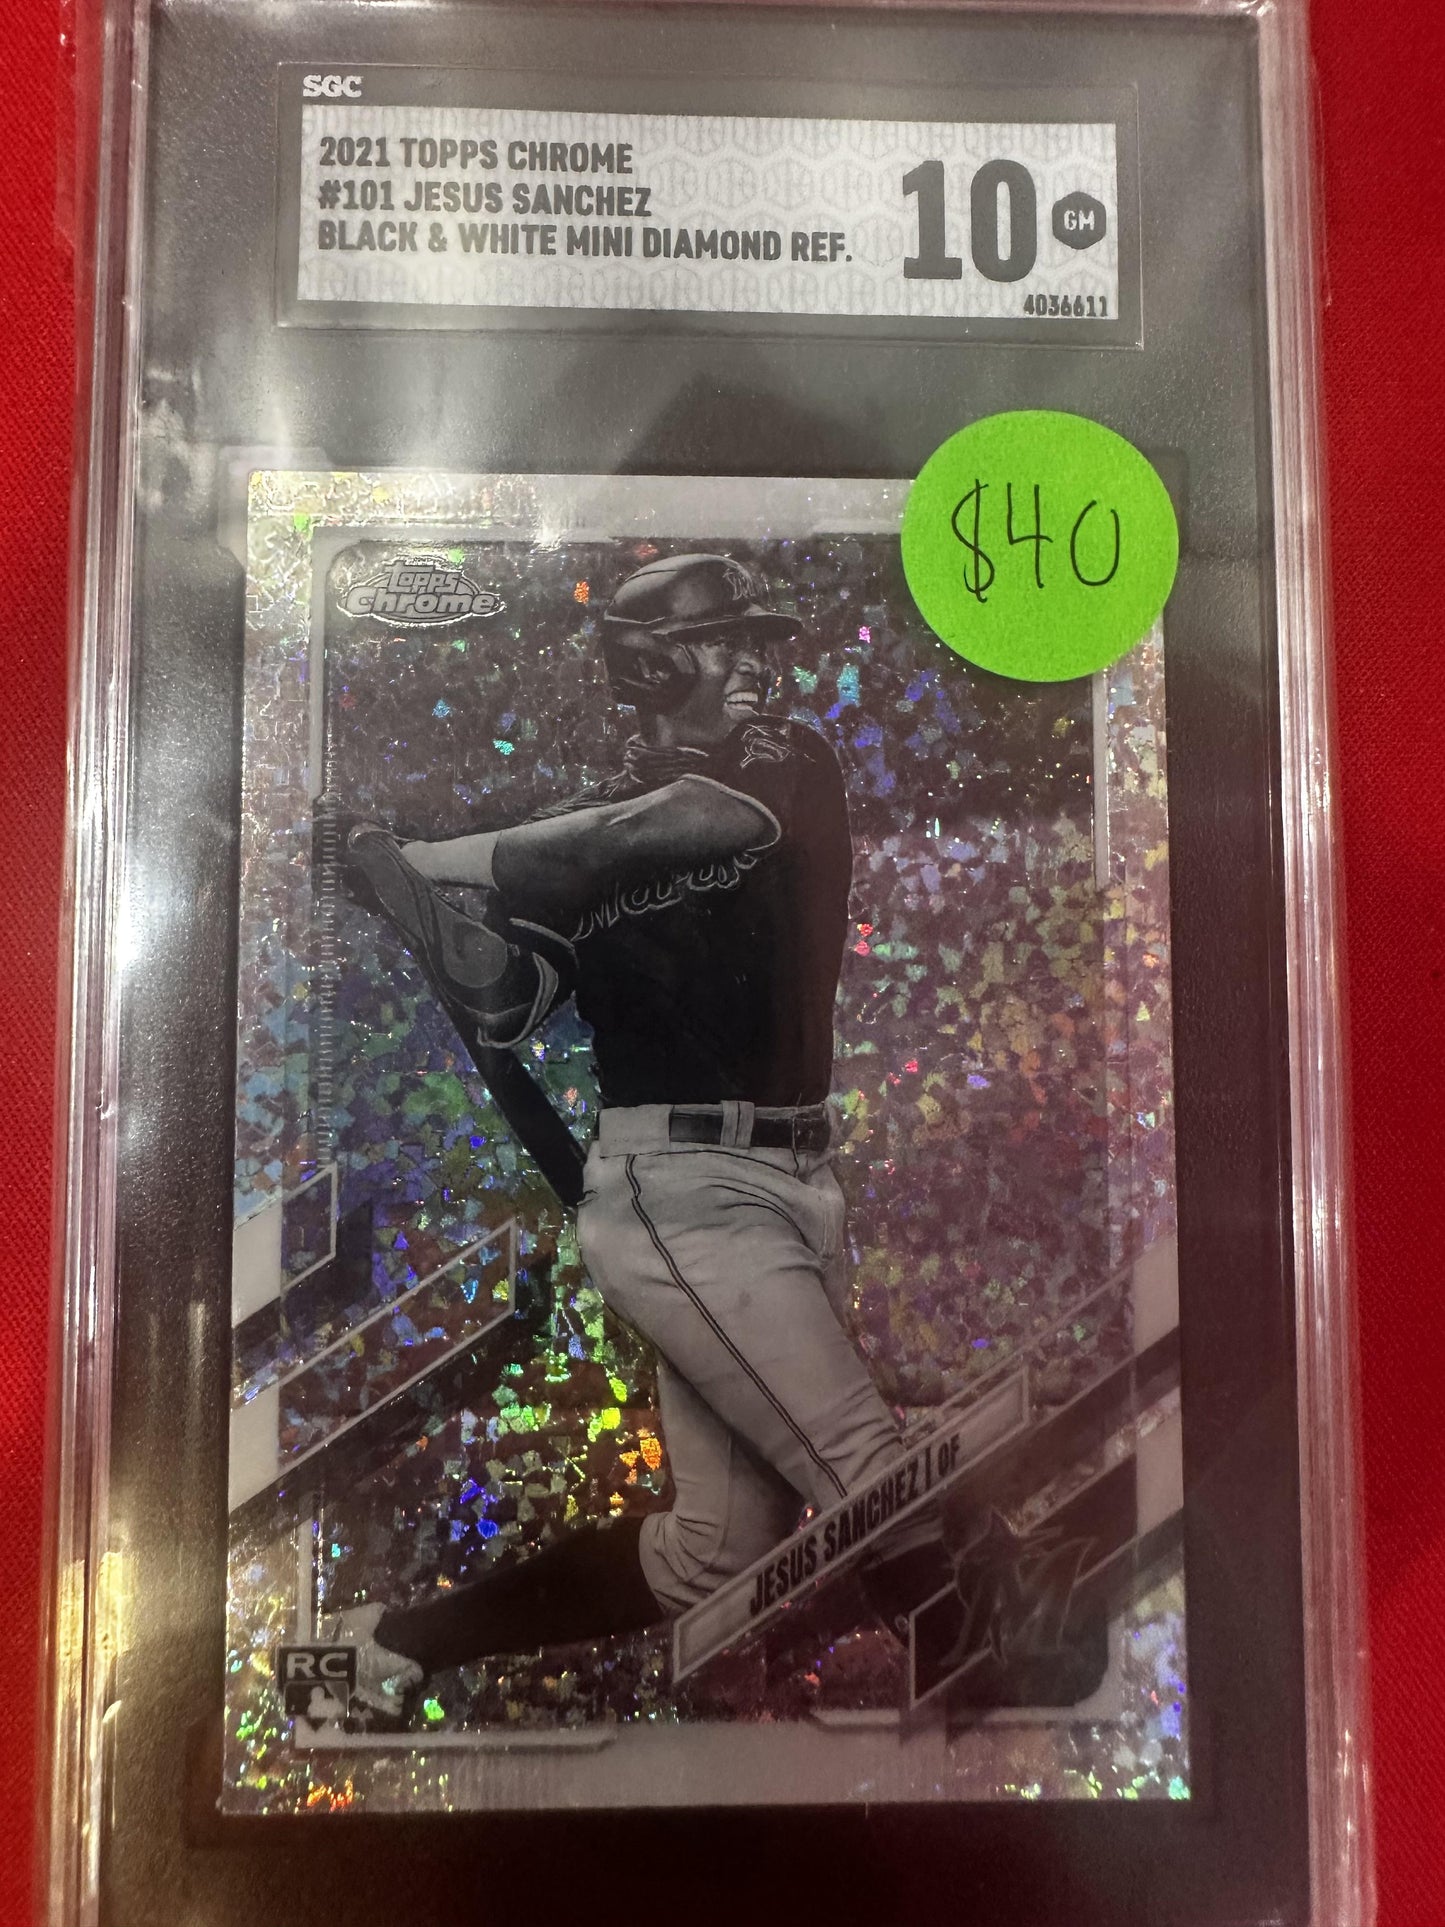 SGC
2021 TOPPS CHROME
#101 JESUS SANCHEZ
BLACK & WHITE MINI DIAMOND REF.
10
GM
4036611
$40
Topps
Chrome
M
Marlins
JESUS SANCHEZ | OF
RC